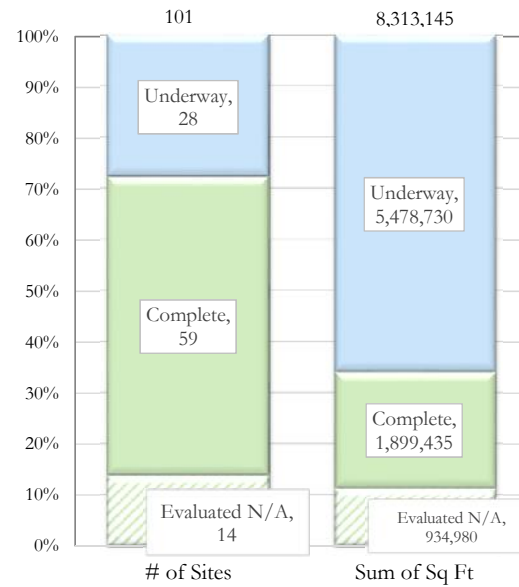 101
8,313,145
100%
90%
80%
70%
60%
50%
40%
30%
20%
10%
0%
Underway,
28
Complete,
59
Evaluated N/A,
14
Underway,
5,478,730
Complete,
1,899,435
Evaluated N/A,
934,980
# of Sites
Sum of Sq Ft